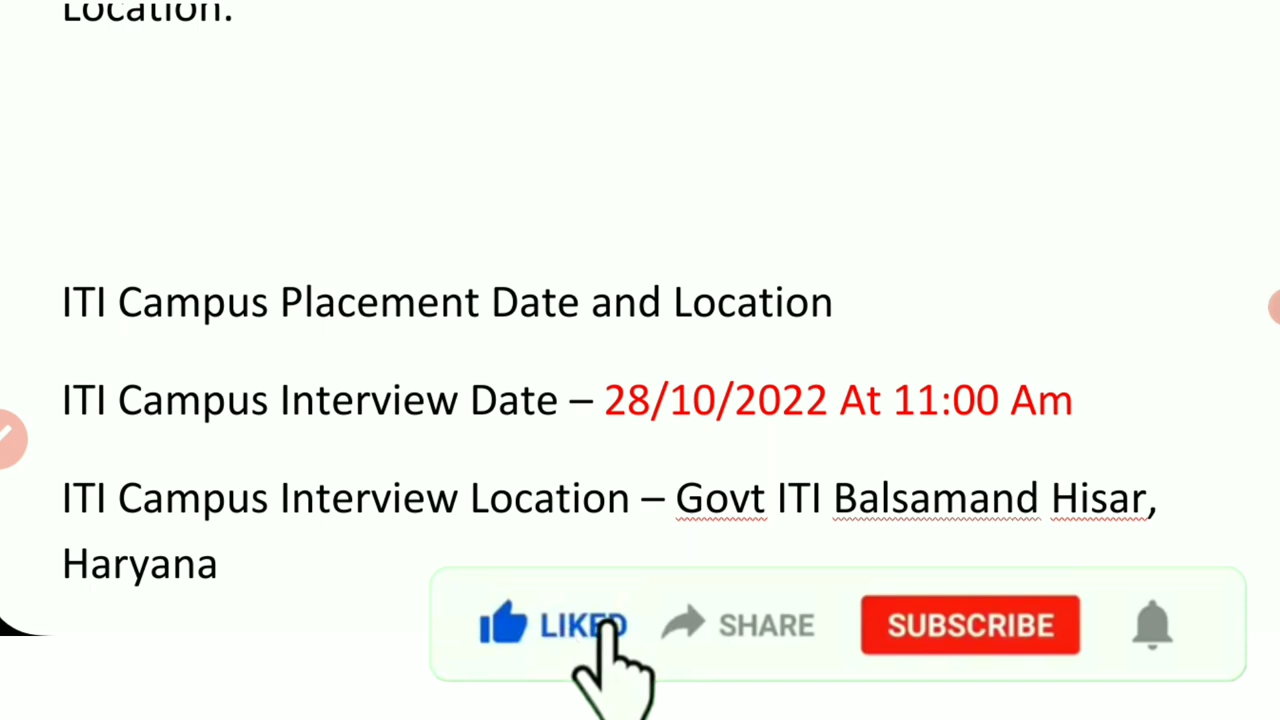 Location.
ITI Campus Placement Date and Location
ITI Campus Interview Date – 28/10/2022 At 11:00 Am
ITI Campus Interview Location – Govt ITI Balsamand Hisar,
Haryana
LIKED SHARE SUBSCRIBE